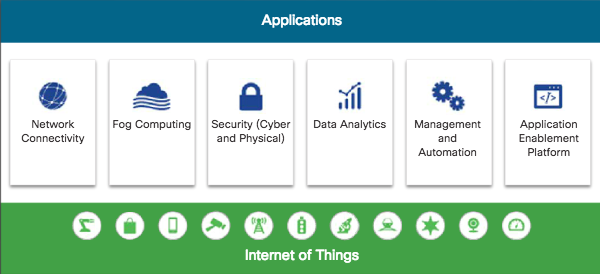 Applications
Network
Connectivity
Fog Computing
Security (Cyber
and Physical)
Data Analytics
Management
and
Automation
Application
Enablement
Platform
</>
Internet of Things